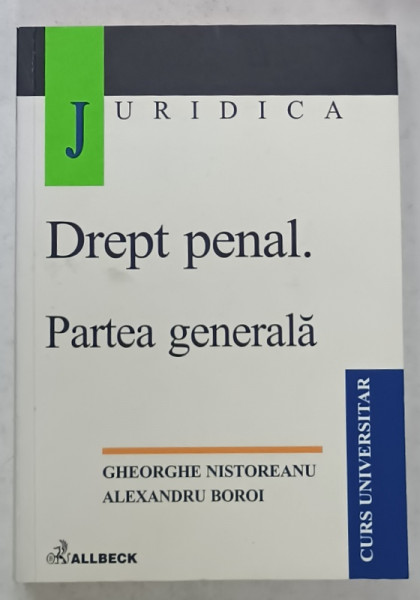 JURIDICA
Drept penal.
Partea generală
GHEORGHE NISTOREANU
ALEXANDRU BOROI
CURS UNIVERSITAR
ALLBECK